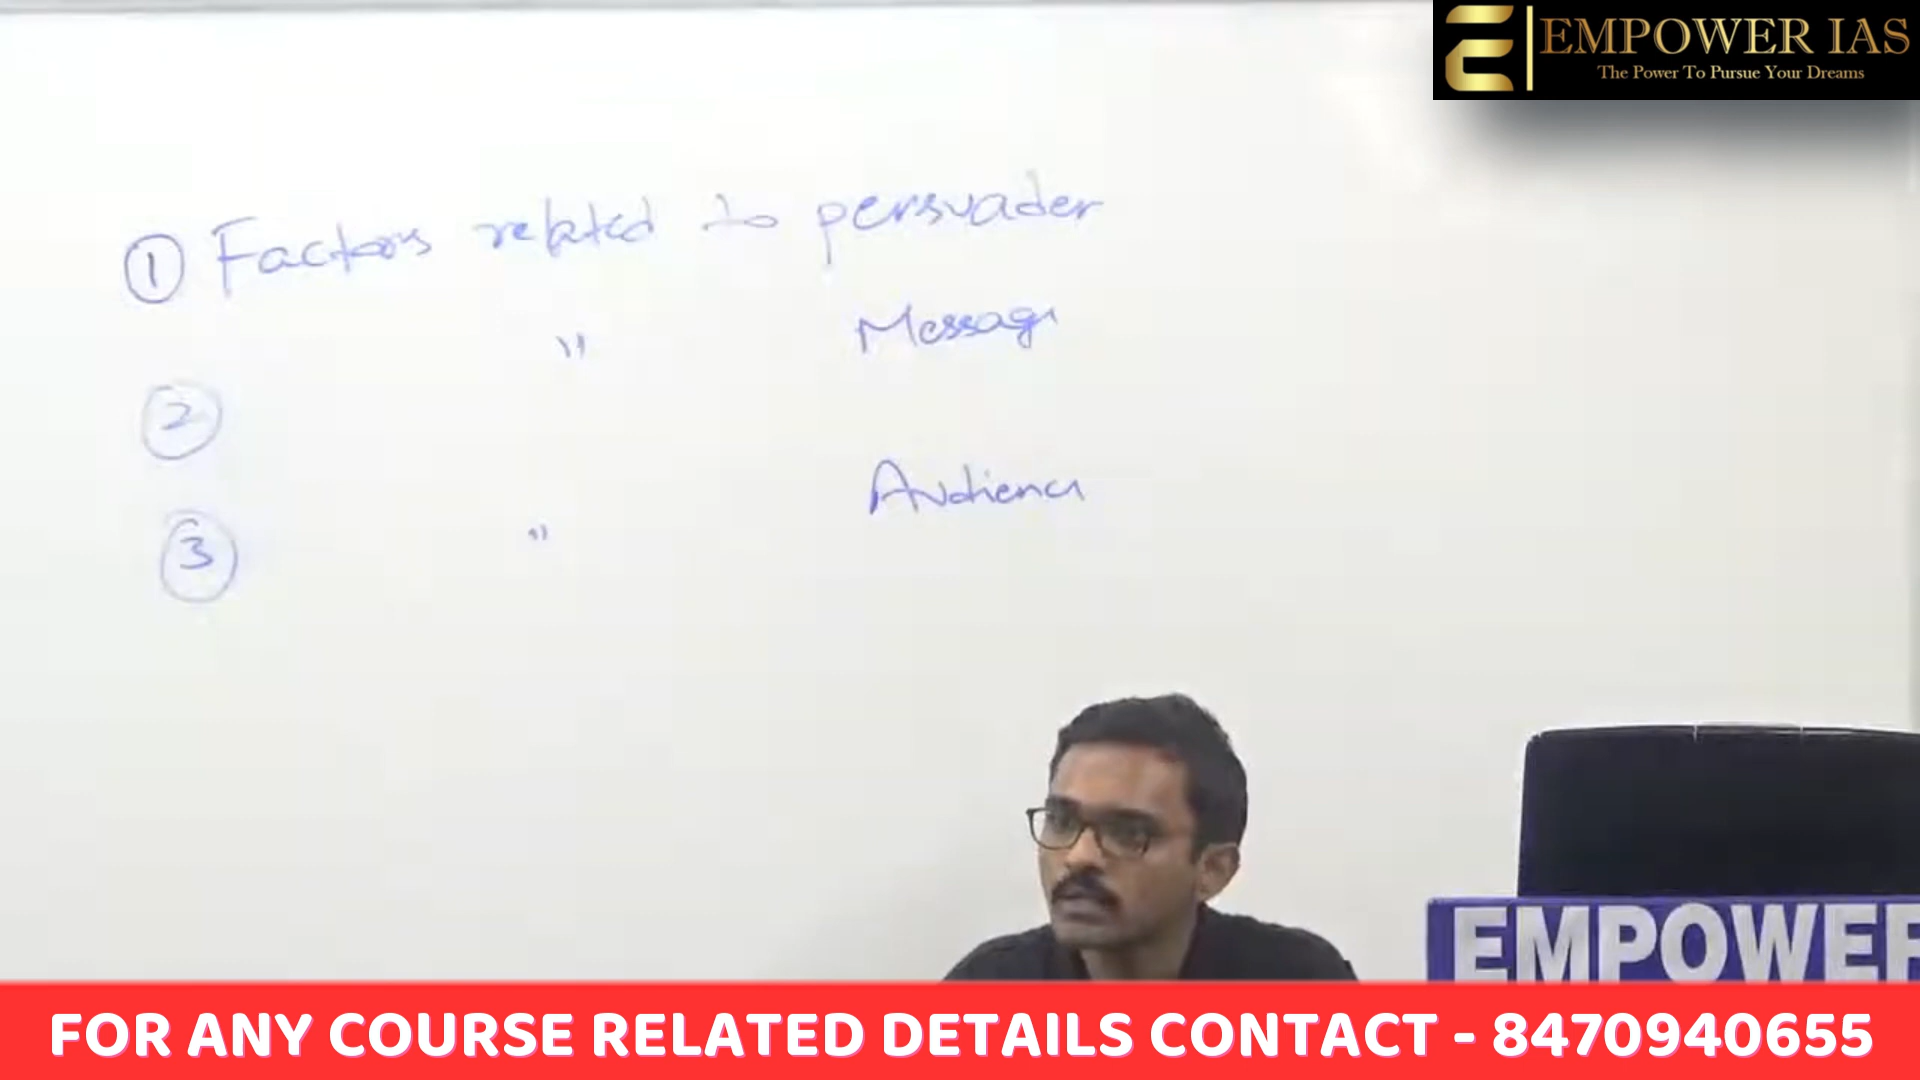 EMPOWER IAS
The Power To Pursue Your Dreams
① Factors related to persuader
" Message
②
Audience
③ "
EMPOWER
FOR ANY COURSE RELATED DETAILS CONTACT - 8470940655